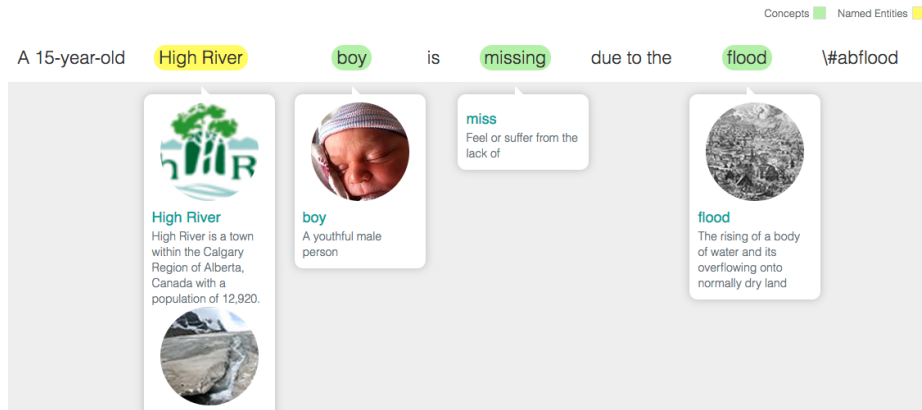 Concepts Named Entities
A 15-year-old High River boy is missing due to the flood \#abflood
High River
High River is a town
within the Calgary
Region of Alberta,
Canada with a
population of 12,920.
boy
A youthful male
person
miss
Feel or suffer from the
lack of
flood
The rising of a body
of water and its
overflowing onto
normally dry land